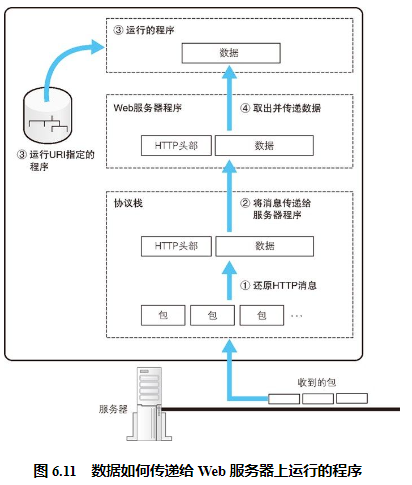 ③ 运行的程序
数据
Web服务器程序
④ 取出并传递数据
HTTP头部
数据
③ 运行URI指定的
程序
协议栈
② 将消息传递给
服务器程序
HTTP头部
数据
① 还原HTTP消息
包
包
包
…
收到的包
服务器
图 6.11 数据如何传递给 Web 服务器上运行的程序